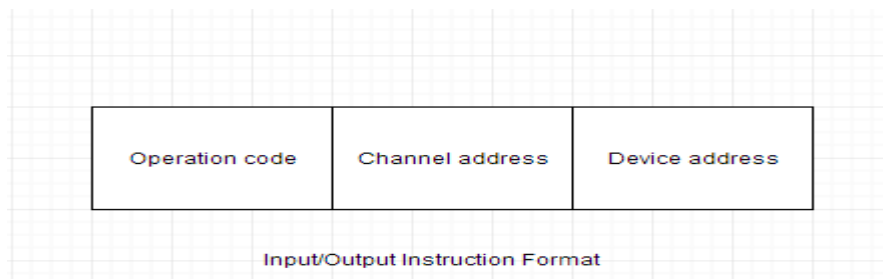 Operation code Channel address Device address
Input/Output Instruction Format